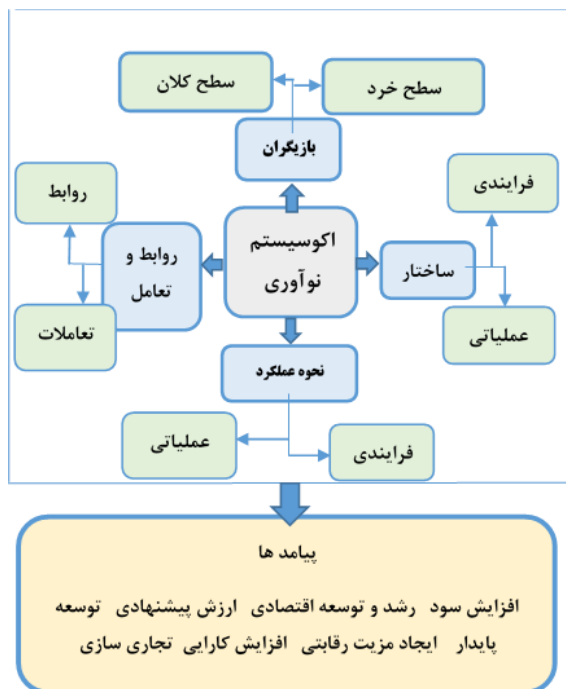 سطح کلان
سطح خرد
بازیگران
روابط
فرایندی
اکوسیستم
نوآوری
روابط و
تعامل
ساختار
تعاملات
عملیاتی
نحوه عملکرد
عملیاتی
فرایندی
پیامد ها
افزایش سود رشد و توسعه اقتصادی ارزش پیشنهادی توسعه
پایدار ایجاد مزیت رقابتی افزایش کارایی تجاری سازی